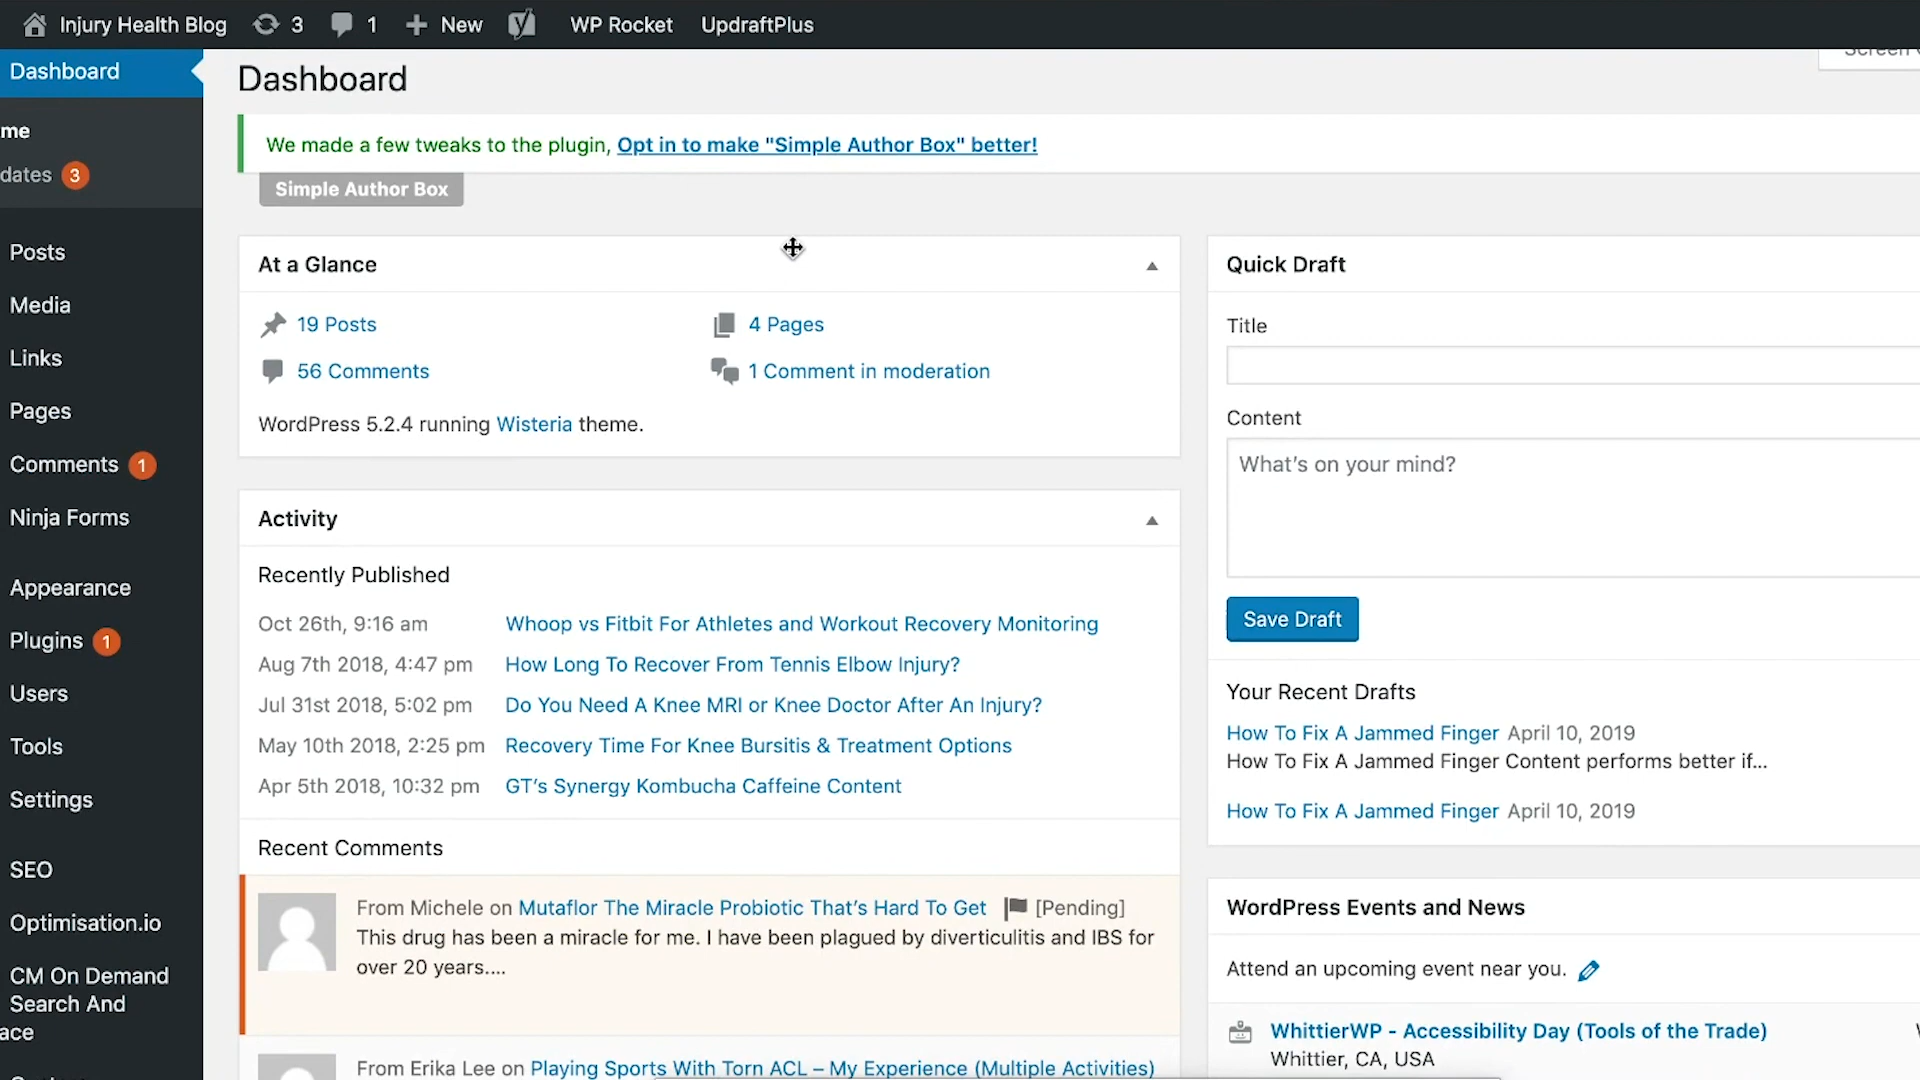 Injury Health Blog 3 1 New WP Rocket UpdraftPlus
Dashboard
me
dates 3
Posts
Media
Links
Pages
Comments 1
Ninja Forms
Appearance
Plugins 1
Users
Tools
Settings
SEO
Optimisation.io
CM On Demand
Search And
ace
Dashboard
We made a few tweaks to the plugin, Opt in to make "Simple Author Box" better!
Simple Author Box
At a Glance
19 Posts
4 Pages
56 Comments
1 Comment in moderation
WordPress 5.2.4 running Wisteria theme.
Activity
Recently Published
Oct 26th, 9:16 am Whoop vs Fitbit For Athletes and Workout Recovery Monitoring
Aug 7th 2018, 4:47 pm How Long To Recover From Tennis Elbow Injury?
Jul 31st 2018, 5:02 pm Do You Need A Knee MRI or Knee Doctor After An Injury?
May 10th 2018, 2:25 pm Recovery Time For Knee Bursitis & Treatment Options
Apr 5th 2018, 10:32 pm GT's Synergy Kombucha Caffeine Content
Recent Comments
From Michele on Mutaflor The Miracle Probiotic That's Hard To Get [Pending]
This drug has been a miracle for me. I have been plagued by diverticulitis and IBS for
over 20 years....
From Erika Lee on Playing Sports With Torn ACL – My Experience (Multiple Activities)
Screen
Quick Draft
Title
Content
What's on your mind?
Save Draft
Your Recent Drafts
How To Fix A Jammed Finger April 10, 2019
How To Fix A Jammed Finger Content performs better if...
How To Fix A Jammed Finger April 10, 2019
WordPress Events and News
Attend an upcoming event near you.
WhittierWP - Accessibility Day (Tools of the Trade)
Whittier, CA, USA